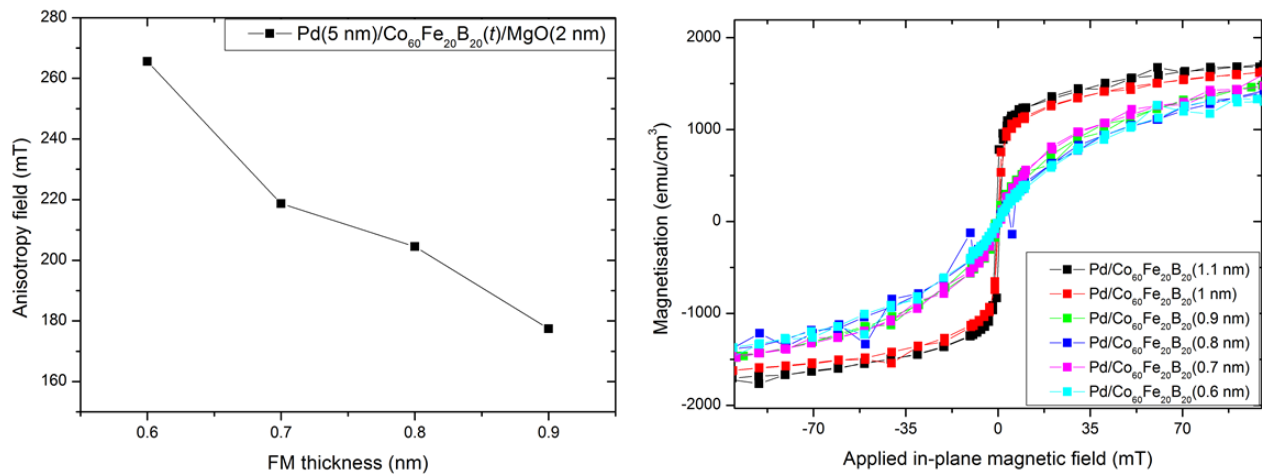 Anisotropy field (mT)
280
260
240
220
200
180
160
Pd(5 nm)/Co₆₀Fe₂₀B₂₀(t)/MgO(2 nm)
0.6
0.7
0.8
0.9
FM thickness (nm)
Magnetisation (emu/cm³)
2000
1000
0
-1000
-2000
Pd/Co₆₀Fe₂₀B₂₀(1.1 nm)
Pd/Co₆₀Fe₂₀B₂₀(1 nm)
Pd/Co₆₀Fe₂₀B₂₀(0.9 nm)
Pd/Co₆₀Fe₂₀B₂₀(0.8 nm)
Pd/Co₆₀Fe₂₀B₂₀(0.7 nm)
Pd/Co₆₀Fe₂₀B₂₀(0.6 nm)
-70
-35
0
35
70
Applied in-plane magnetic field (mT)